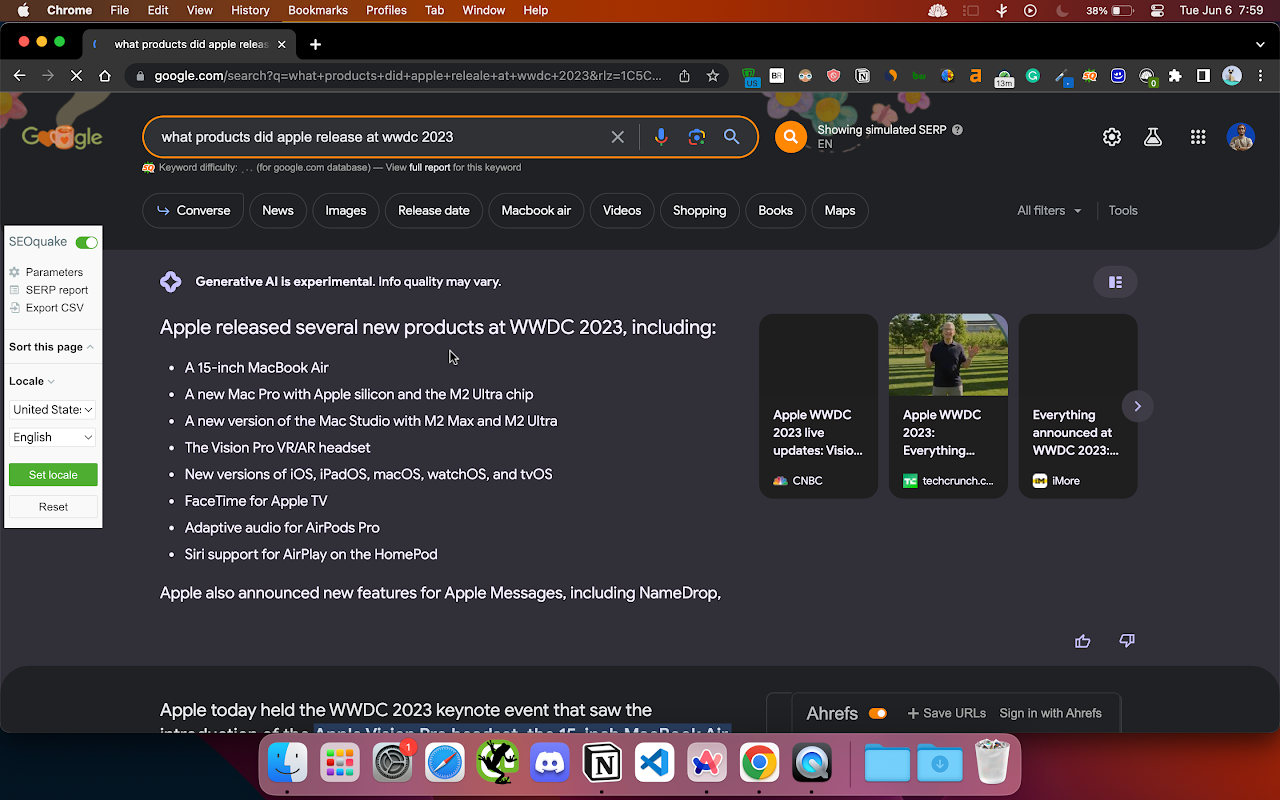 Chrome File Edit View History Bookmarks Profiles Tab Window Help 38% Tue Jun 6 7:59
what products did apple releas
google.com/search?q=what+products+did+apple+releale+at+wwdc+2023&rlz=1C5C...
US BR 13m 0
Google
what products did apple release at wwdc 2023
Showing simulated SERP
EN
Keyword difficulty: (for google.com database) — View full report for this keyword
Converse News Images Release date Macbook air Videos Shopping Books Maps All filters Tools
SEOquake
Parameters
SERP report
Export CSV
Sort this page
Locale
United State
English
Set locale
Reset
Generative AI is experimental. Info quality may vary.
Apple released several new products at WWDC 2023, including:
• A 15-inch MacBook Air
• A new Mac Pro with Apple silicon and the M2 Ultra chip
• A new version of the Mac Studio with M2 Max and M2 Ultra
• The Vision Pro VR/AR headset
• New versions of iOS, iPadOS, macOS, watchOS, and tvOS
• FaceTime for Apple TV
• Adaptive audio for AirPods Pro
• Siri support for AirPlay on the HomePod
Apple also announced new features for Apple Messages, including NameDrop,
Apple WWDC
2023 live
updates: Visio...
CNBC
Apple WWDC
2023:
Everything...
techcrunch.c...
Everything
announced at
WWDC 2023:...
iMore
Apple today held the WWDC 2023 keynote event that saw the
introduction of the Apple Vision Pro headset, the 15-inch MacBook Air
Ahrefs + Save URLs Sign in with Ahrefs
1